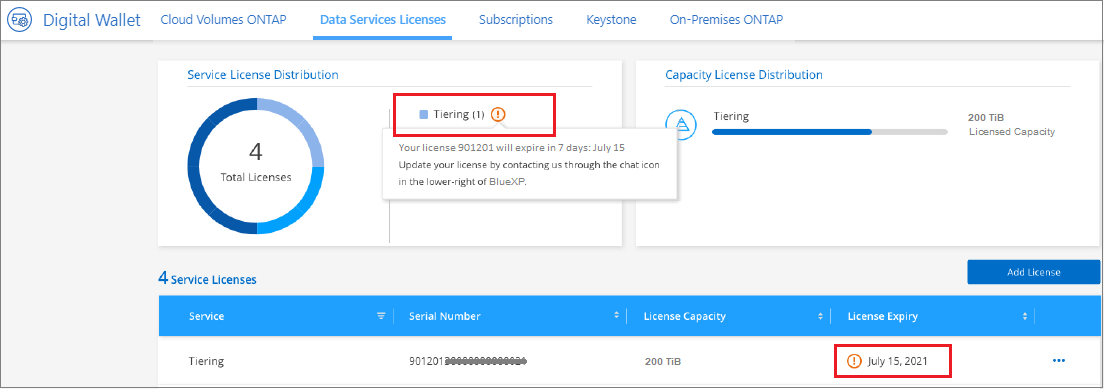 Digital Wallet Cloud Volumes ONTAP Data Services Licenses Subscriptions Keystone On-Premises ONTAP
Service License Distribution
4
Total Licenses
Tiering (1)
Your license 901201 will expire in 7 days: July 15
Update your license by contacting us through the chat icon
in the lower-right of BlueXP.
Capacity License Distribution
Tiering
200 TiB
Licensed Capacity
4 Service Licenses
Add License
Service Serial Number License Capacity License Expiry
Tiering 901201 200 TiB July 15, 2021